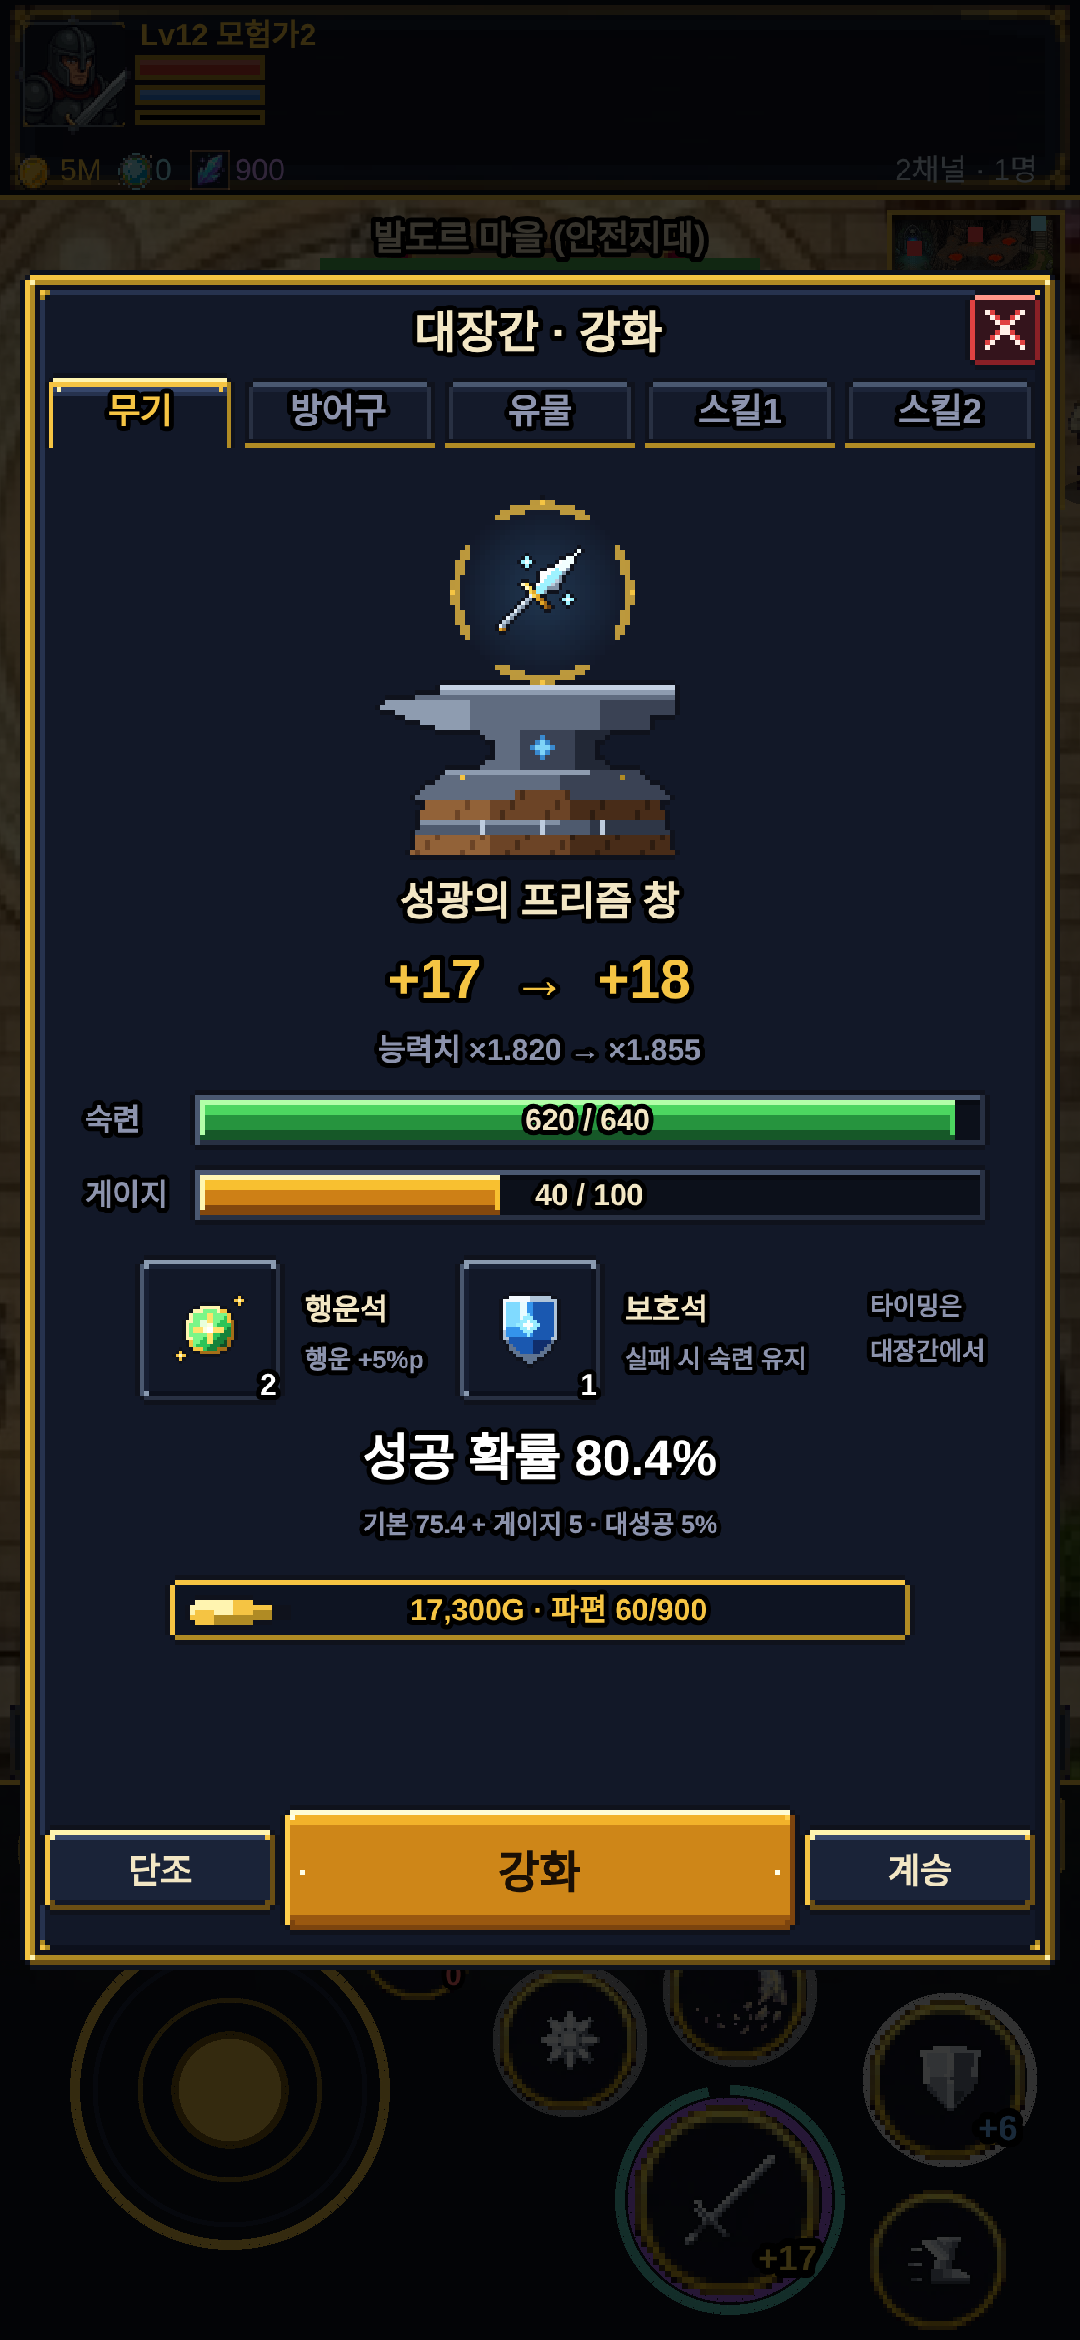 Lv12 모험가2
5M 0 900
2채널 · 1명
발도르 마을 (안전지대)
대장간 · 강화
무기 방어구 유물 스킬1 스킬2
성광의 프리즘 창
+17 → +18
능력치 ×1.820 → ×1.855
숙련 620 / 640
게이지 40 / 100
행운석
행운 +5%p
2
보호석
실패 시 숙련 유지
1
타이밍은
대장간에서
성공 확률 80.4%
기본 75.4 + 게이지 5 · 대성공 5%
17,300G · 파편 60/900
단조 강화 계승
0
+6
+17